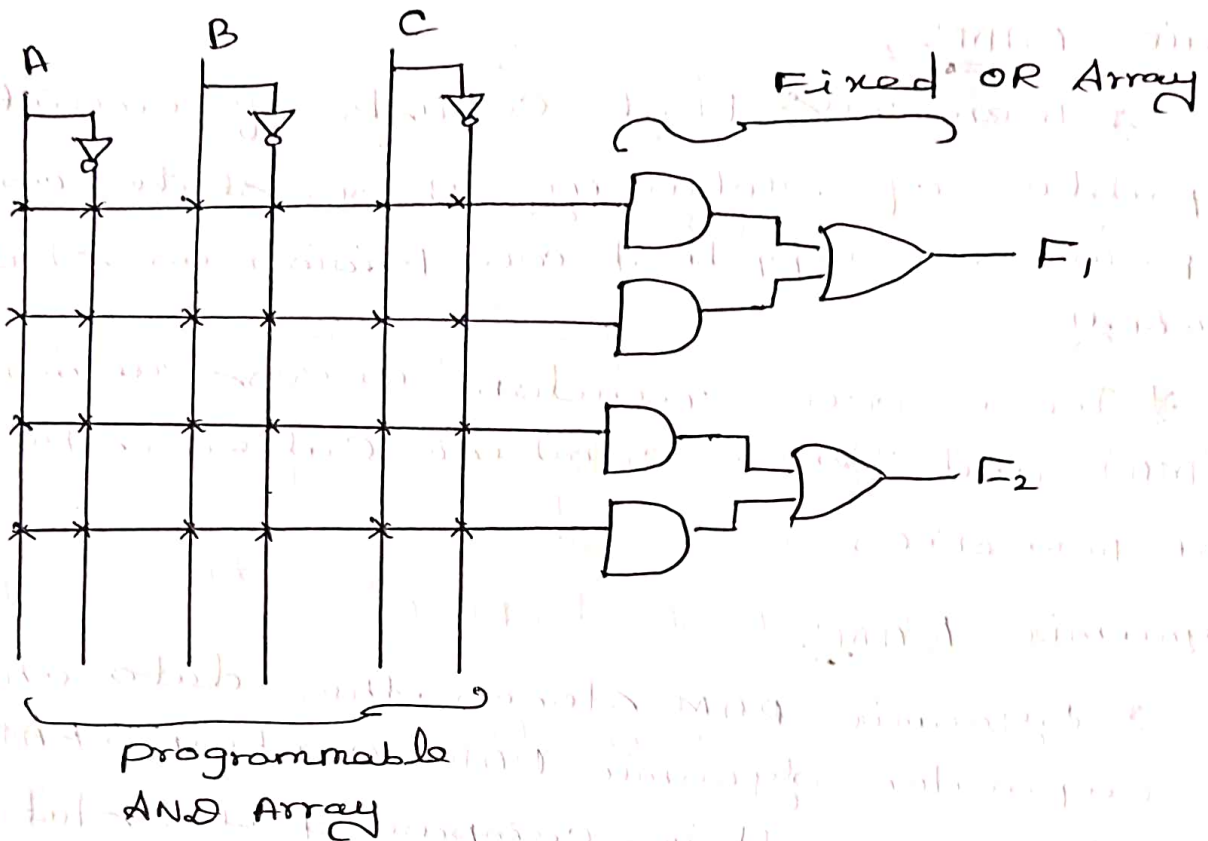 A B C
Fixed OR Array
F1
F2
Programmable
AND Array